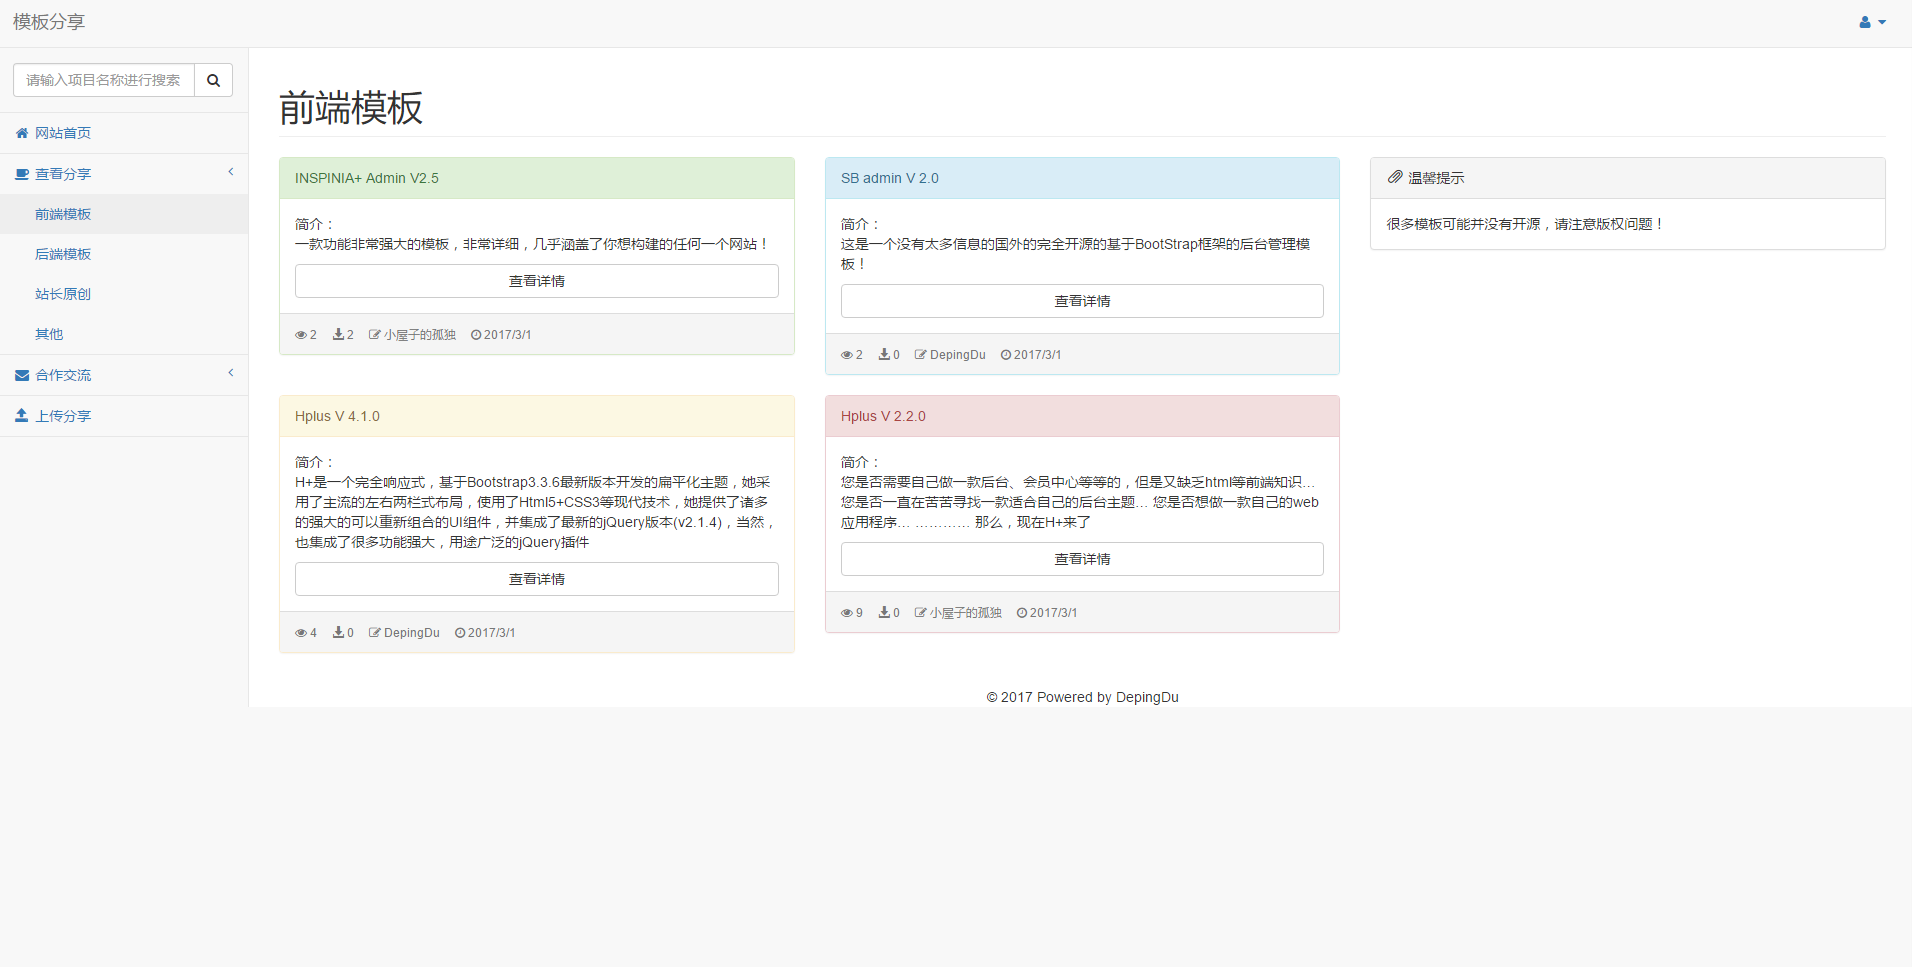 模板分享
请输入项目名称进行搜索
网站首页
查看分享
前端模板
后端模板
站长原创
其他
合作交流
上传分享
前端模板
INSPINIA+ Admin V2.5
简介：
一款功能非常强大的模板，非常详细，几乎涵盖了你想构建的任何一个网站！
查看详情
2 2 小屋子的孤独 2017/3/1
SB admin V 2.0
简介：
这是一个没有太多信息的国外的完全开源的基于BootStrap框架的后台管理模
板！
查看详情
2 0 DepingDu 2017/3/1
温馨提示
很多模板可能并没有开源，请注意版权问题！
Hplus V 4.1.0
简介：
H+是一个完全响应式，基于Bootstrap3.3.6最新版本开发的扁平化主题，她采
用了主流的左右两栏式布局，使用了Html5+CSS3等现代技术，她提供了诸多
的强大的可以重新组合的UI组件，并集成了最新的jQuery版本(v2.1.4)，当然，
也集成了很多功能强大，用途广泛的jQuery插件
查看详情
4 0 DepingDu 2017/3/1
Hplus V 2.2.0
简介：
您是否需要自己做一款后台、会员中心等等的，但是又缺乏html等前端知识…
您是否一直在苦苦寻找一款适合自己的后台主题… 您是否想做一款自己的web
应用程序… ………… 那么，现在H+来了
查看详情
9 0 小屋子的孤独 2017/3/1
© 2017 Powered by DepingDu